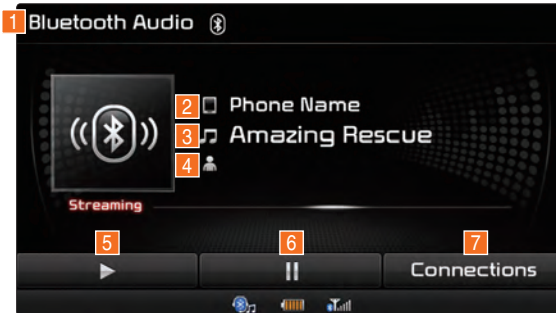 1 Bluetooth Audio
2 Phone Name
3 Amazing Rescue
4
Streaming
5 6 7
Connections